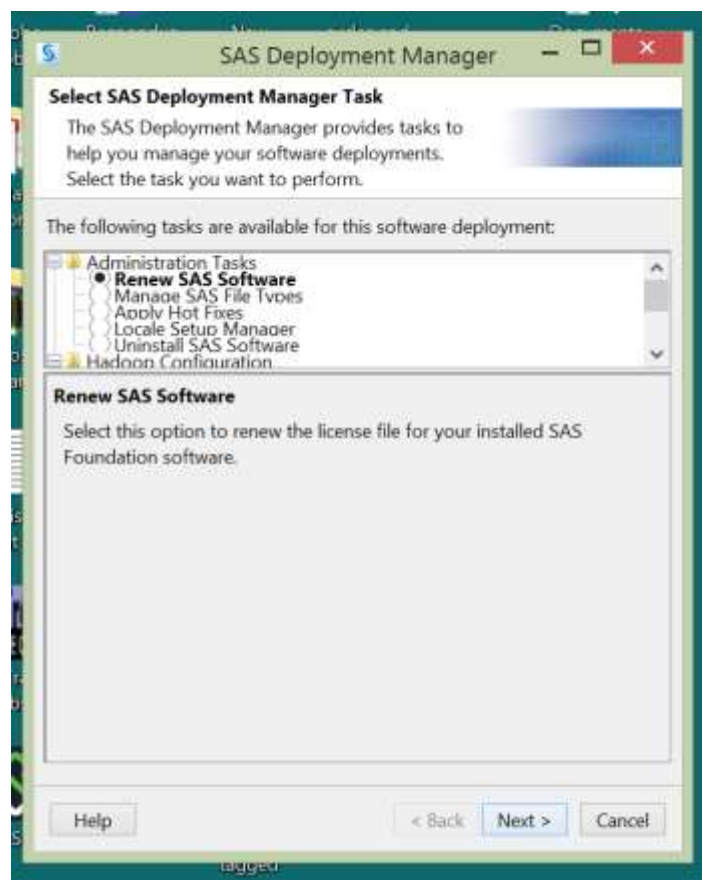 SAS Deployment Manager
Select SAS Deployment Manager Task
The SAS Deployment Manager provides tasks to
help you manage your software deployments.
Select the task you want to perform.
The following tasks are available for this software deployment:
Administration Tasks
Renew SAS Software
Manage SAS File Types
Apply Hot Fixes
Locale Setup Manager
Uninstall SAS Software
Hadoop Configuration
Renew SAS Software
Select this option to renew the license file for your installed SAS
Foundation software.
Help < Back Next > Cancel
tagged